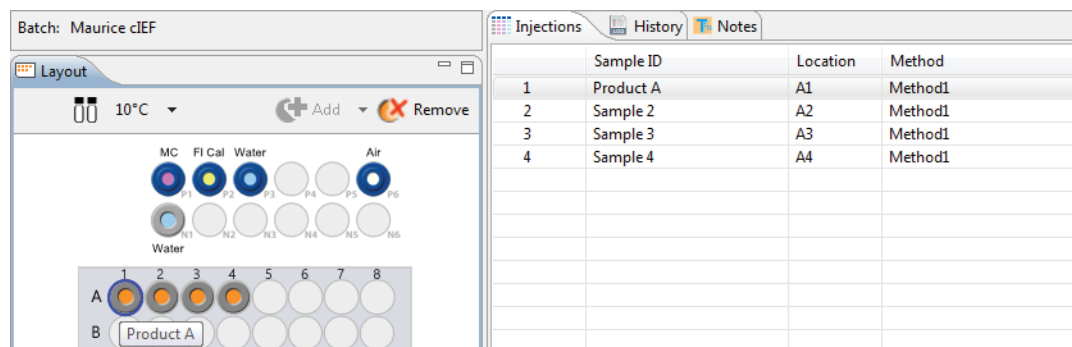 Batch: Maurice cIEF
Layout
10°C Add Remove
MC FI Cal Water Air
P1 P2 P3 P4 P5 P6
N1 N2 N3 N4 N5 N6
Water
1 2 3 4 5 6 7 8
A
B Product A
Injections History Notes
Sample ID Location Method
1 Product A A1 Method1
2 Sample 2 A2 Method1
3 Sample 3 A3 Method1
4 Sample 4 A4 Method1